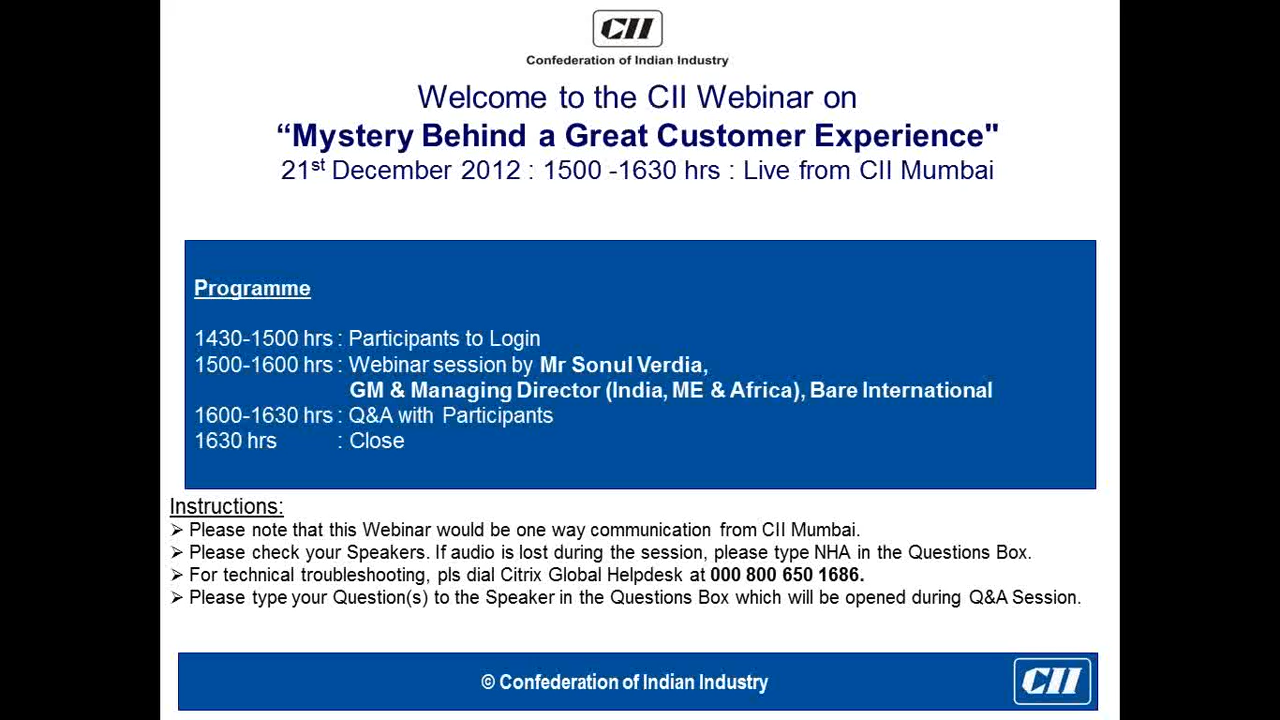 CII
Confederation of Indian Industry
Welcome to the CII Webinar on
“Mystery Behind a Great Customer Experience"
21st December 2012 : 1500 -1630 hrs : Live from CII Mumbai
Programme
1430-1500 hrs : Participants to Login
1500-1600 hrs : Webinar session by Mr Sonul Verdia,
GM & Managing Director (India, ME & Africa), Bare International
1600-1630 hrs : Q&A with Participants
1630 hrs : Close
Instructions:
➢ Please note that this Webinar would be one way communication from CII Mumbai.
➢ Please check your Speakers. If audio is lost during the session, please type NHA in the Questions Box.
➢ For technical troubleshooting, pls dial Citrix Global Helpdesk at 000 800 650 1686.
➢ Please type your Question(s) to the Speaker in the Questions Box which will be opened during Q&A Session.
© Confederation of Indian Industry
CII